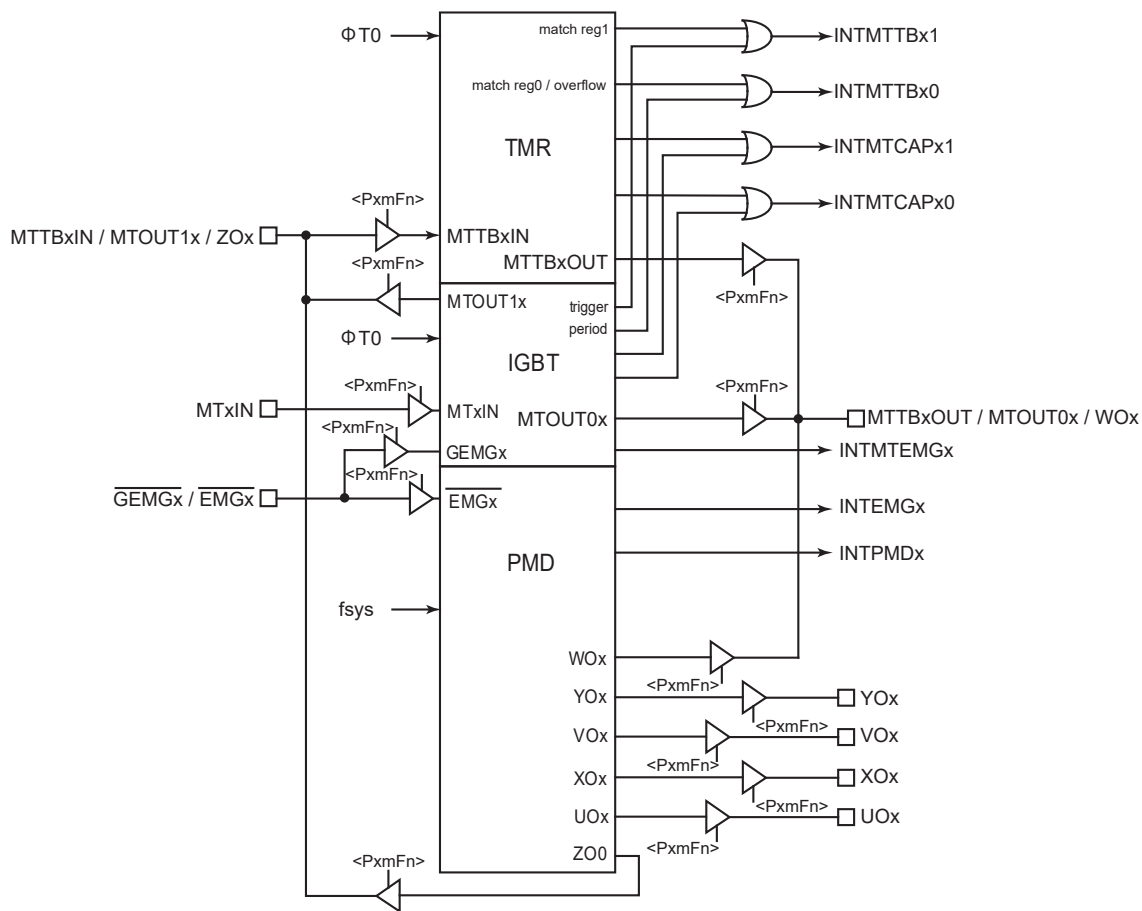 ΦT0
match reg1
INTMTTBx1
match reg0 / overflow
INTMTTBx0
TMR
INTMTCAPx1
<PxmFn>
INTMTCAPx0
MTTBxIN / MTOUT1x / ZOx
MTTBxIN
MTTBxOUT
<PxmFn>
<PxmFn>
MTOUT1x
trigger
ΦT0
period
IGBT
<PxmFn>
<PxmFn>
MTxIN
MTxIN
MTOUT0x
MTTBxOUT / MTOUT0x / WOx
<PxmFn>
GEMGx
INTMTEMGx
<PxmFn>
GEMGx / EMGx
EMGx
INTEMGx
PMD
INTPMDx
fsys
WOx
<PxmFn>
YOx
YOx
<PxmFn>
VOx
VOx
<PxmFn>
XOx
XOx
<PxmFn>
UOx
UOx
<PxmFn>
ZO0
<PxmFn>